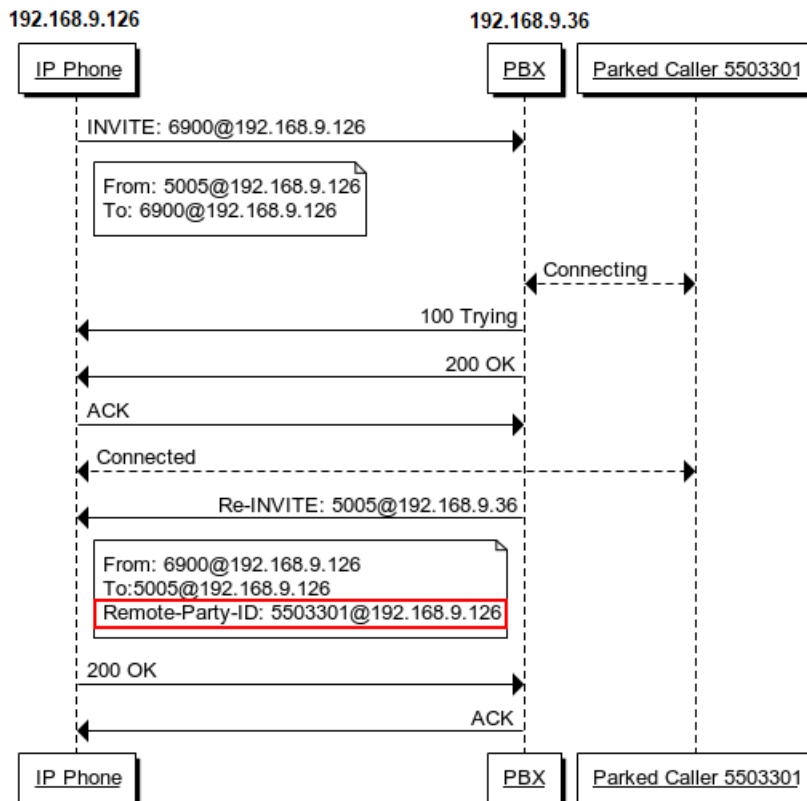 192.168.9.126 192.168.9.36
IP Phone PBX Parked Caller 5503301
INVITE: 6900@192.168.9.126
From: 5005@192.168.9.126
To: 6900@192.168.9.126
Connecting
100 Trying
200 OK
ACK
Connected
Re-INVITE: 5005@192.168.9.36
From: 6900@192.168.9.126
To:5005@192.168.9.126
Remote-Party-ID: 5503301@192.168.9.126
200 OK
ACK
IP Phone PBX Parked Caller 5503301